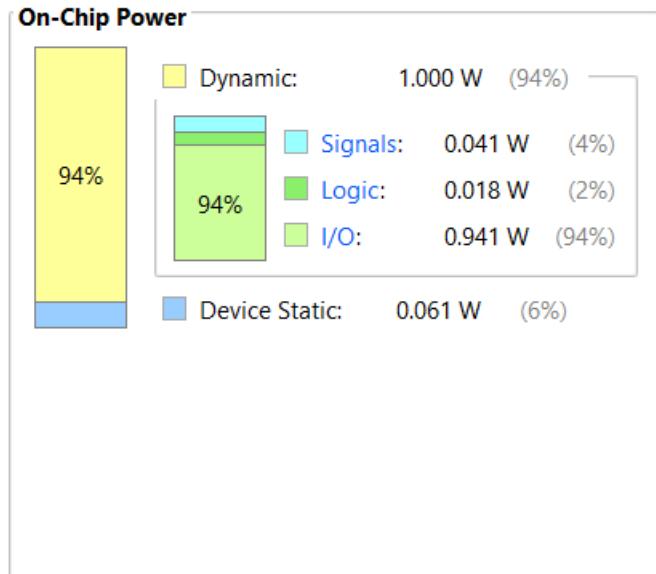 On-Chip Power
Dynamic: 1.000 W (94%)
94%
Signals: 0.041 W (4%)
Logic: 0.018 W (2%)
94%
I/O: 0.941 W (94%)
Device Static: 0.061 W (6%)